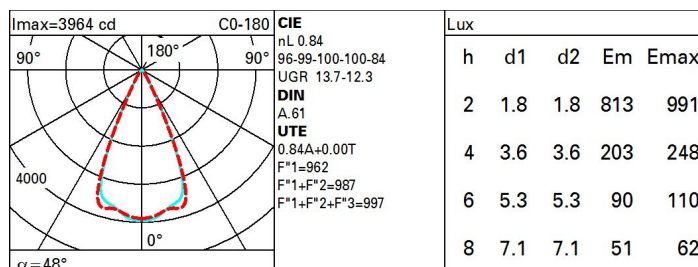 Imax=3964 cd C0-180
90° 180° 90°
4000
0°
α=48°
CIE
nL 0.84
96-99-100-100-84
UGR 13.7-12.3
DIN
A.61
UTE
0.84A+0.00T
F"1=962
F"1+F"2=987
F"1+F"2+F"3=997
Lux
h d1 d2 Em Emax
2 1.8 1.8 813 991
4 3.6 3.6 203 248
6 5.3 5.3 90 110
8 7.1 7.1 51 62